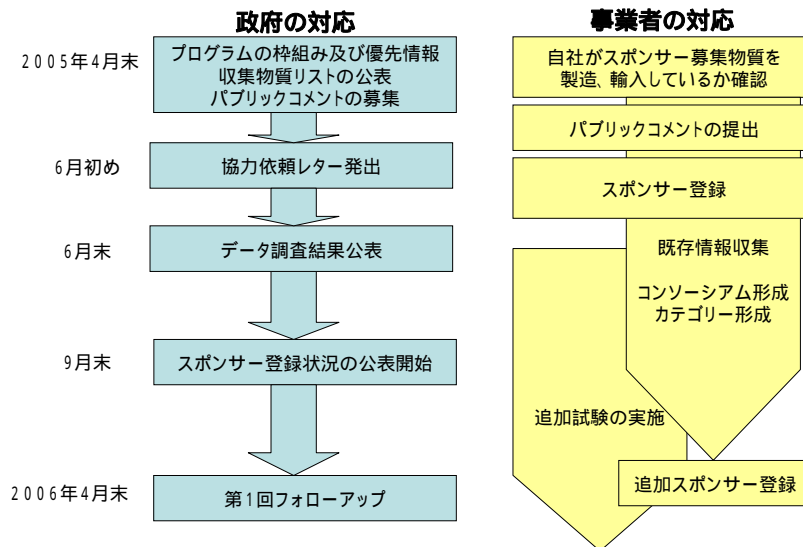 政府の対応
事業者の対応
2005年4月末
プログラムの枠組み及び優先情報
収集物質リストの公表
パブリックコメントの募集
自社がスポンサー募集物質を
製造、輸入しているか確認
パブリックコメントの提出
6月初め
協力依頼レター発出
スポンサー登録
6月末
データ調査結果公表
既存情報収集
コンソーシアム形成
カテゴリー形成
9月末
スポンサー登録状況の公表開始
追加試験の実施
2006年4月末
第1回フォローアップ
追加スポンサー登録